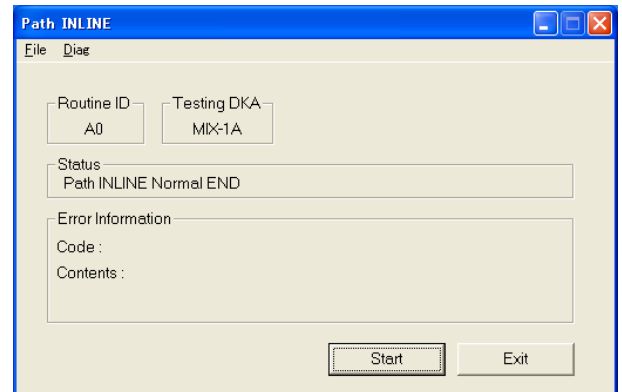 Path INLINE
File Diag
Routine ID Testing DKA
A0 MIX-1A
Status
Path INLINE Normal END
Error Information
Code :
Contents :
Start Exit